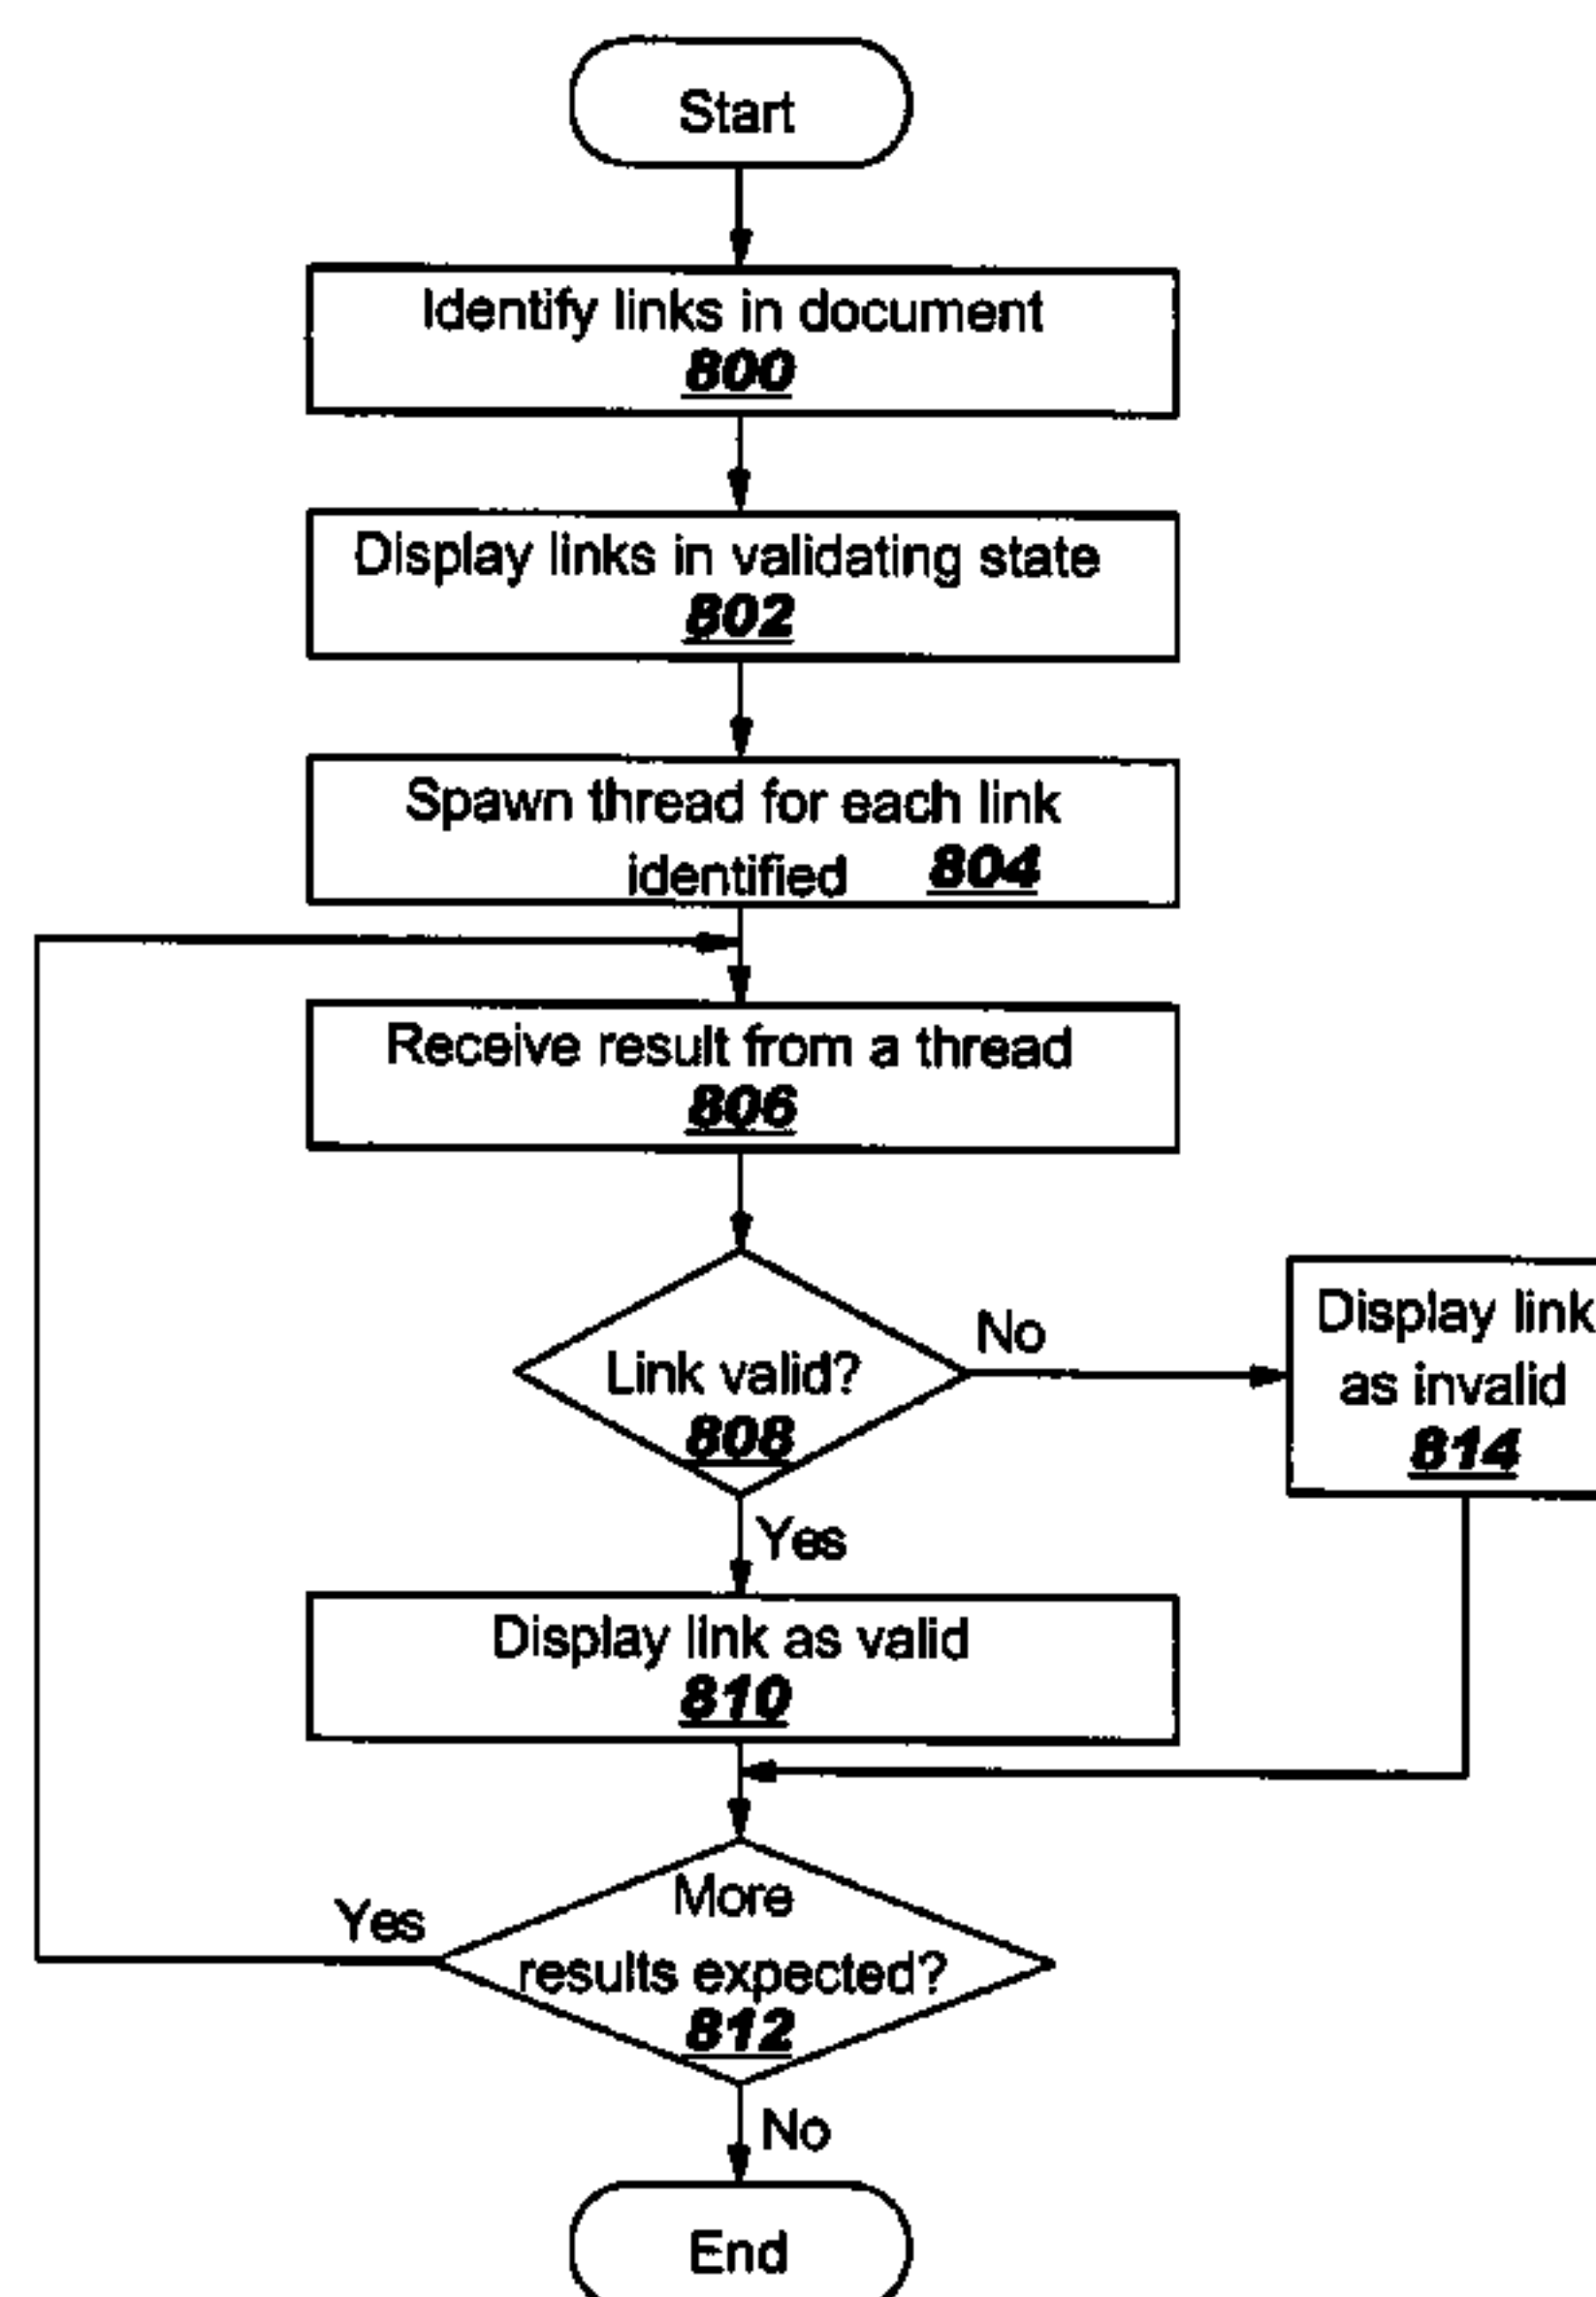 Start
Identify links in document
800
Display links in validating state
802
Spawn thread for each link
identified 804
Receive result from a thread
806
Link valid?
808
No
Display link
as invalid
814
Yes
Display link as valid
810
More
results expected?
812
Yes
No
End